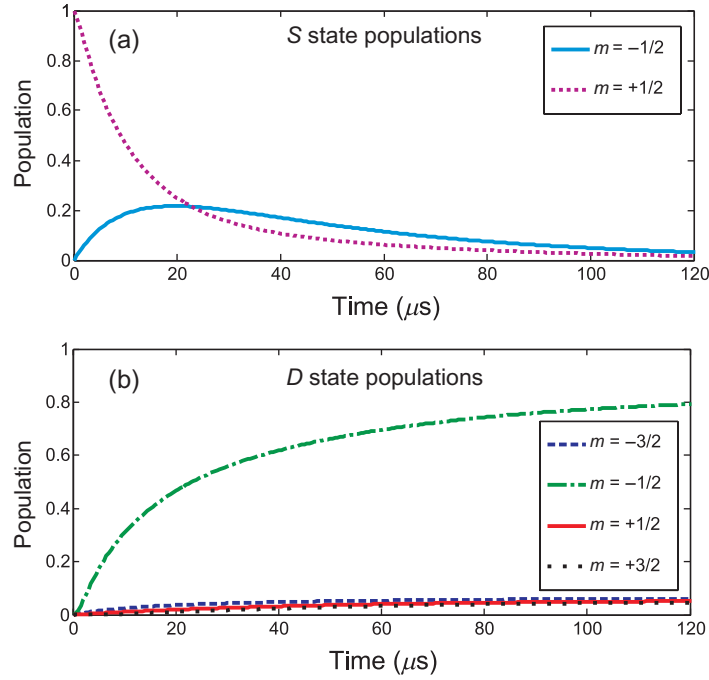 (a) S state populations
m = –1/2
m = +1/2
Population
1
0.8
0.6
0.4
0.2
0
0 20 40 60 80 100 120
Time (μs)
(b) D state populations
m = –3/2
m = –1/2
m = +1/2
m = +3/2
Population
1
0.8
0.6
0.4
0.2
0
0 20 40 60 80 100 120
Time (μs)